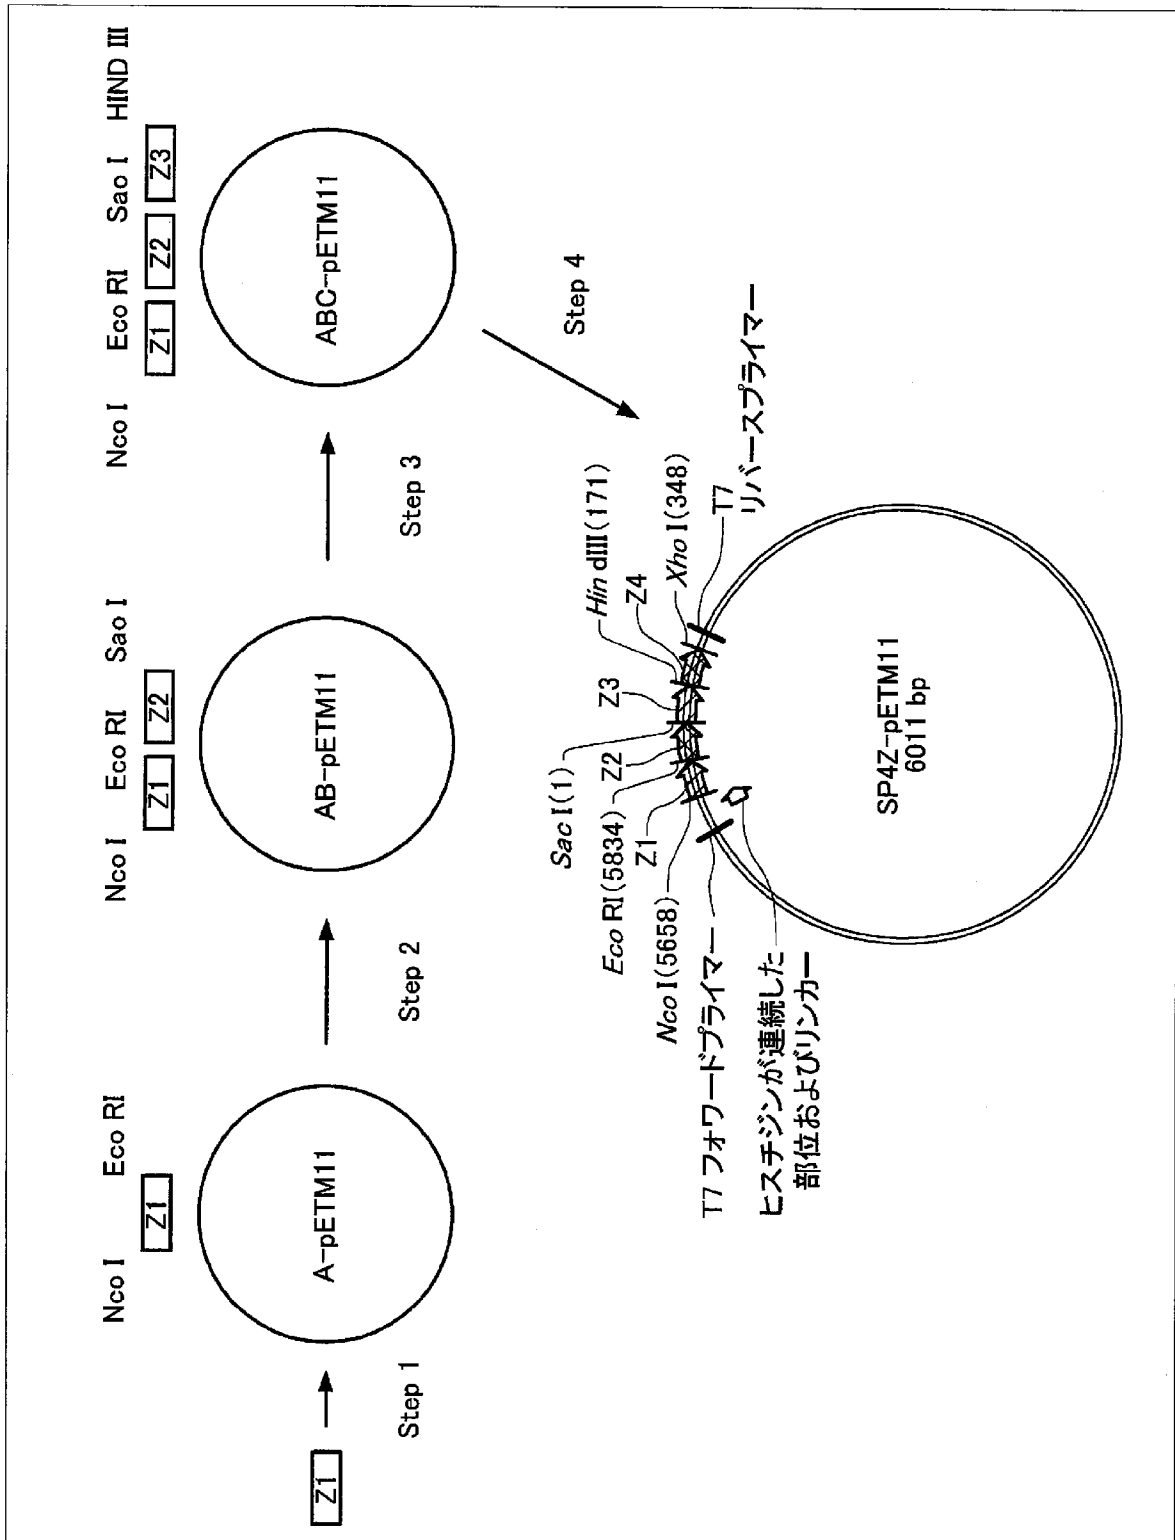 Z1
Step 1
Nco I
Eco RI
Z1
A-pETM11
Step 2
Nco I
Eco RI
Sao I
Z1
Z2
AB-pETM11
Step 3
Nco I
Eco RI
Sao I
HIND III
Z1
Z2
Z3
ABC-pETM11
Step 4
Sac I(1)
Eco RI(5834)
Z1
Nco I(5658)
T7 フォワードプライマー
ヒスチジンが連続した
部位およびリンカー
Z2
Z3
Hin dIII(171)
Z4
Xho I(348)
T7
リバースプライマー
SP4Z-pETM11
6011 bp